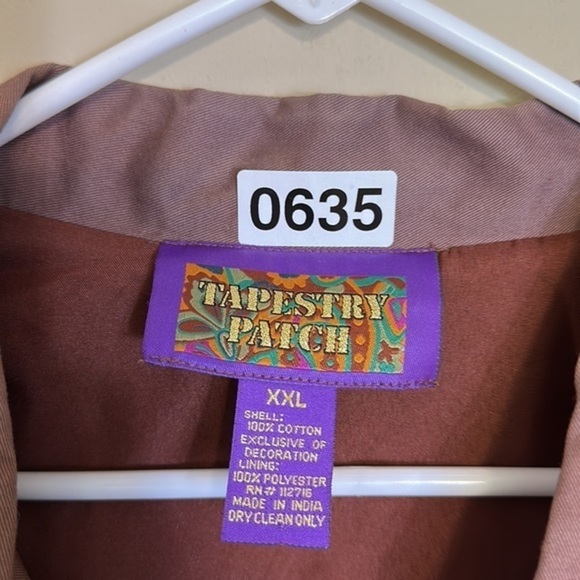 0635
TAPESTRY
PATCH
XXL
SHELL:
100% COTTON
EXCLUSIVE OF
DECORATION
LINING:
100% POLYESTER
RN# 112716
MADE IN INDIA
DRY CLEAN ONLY